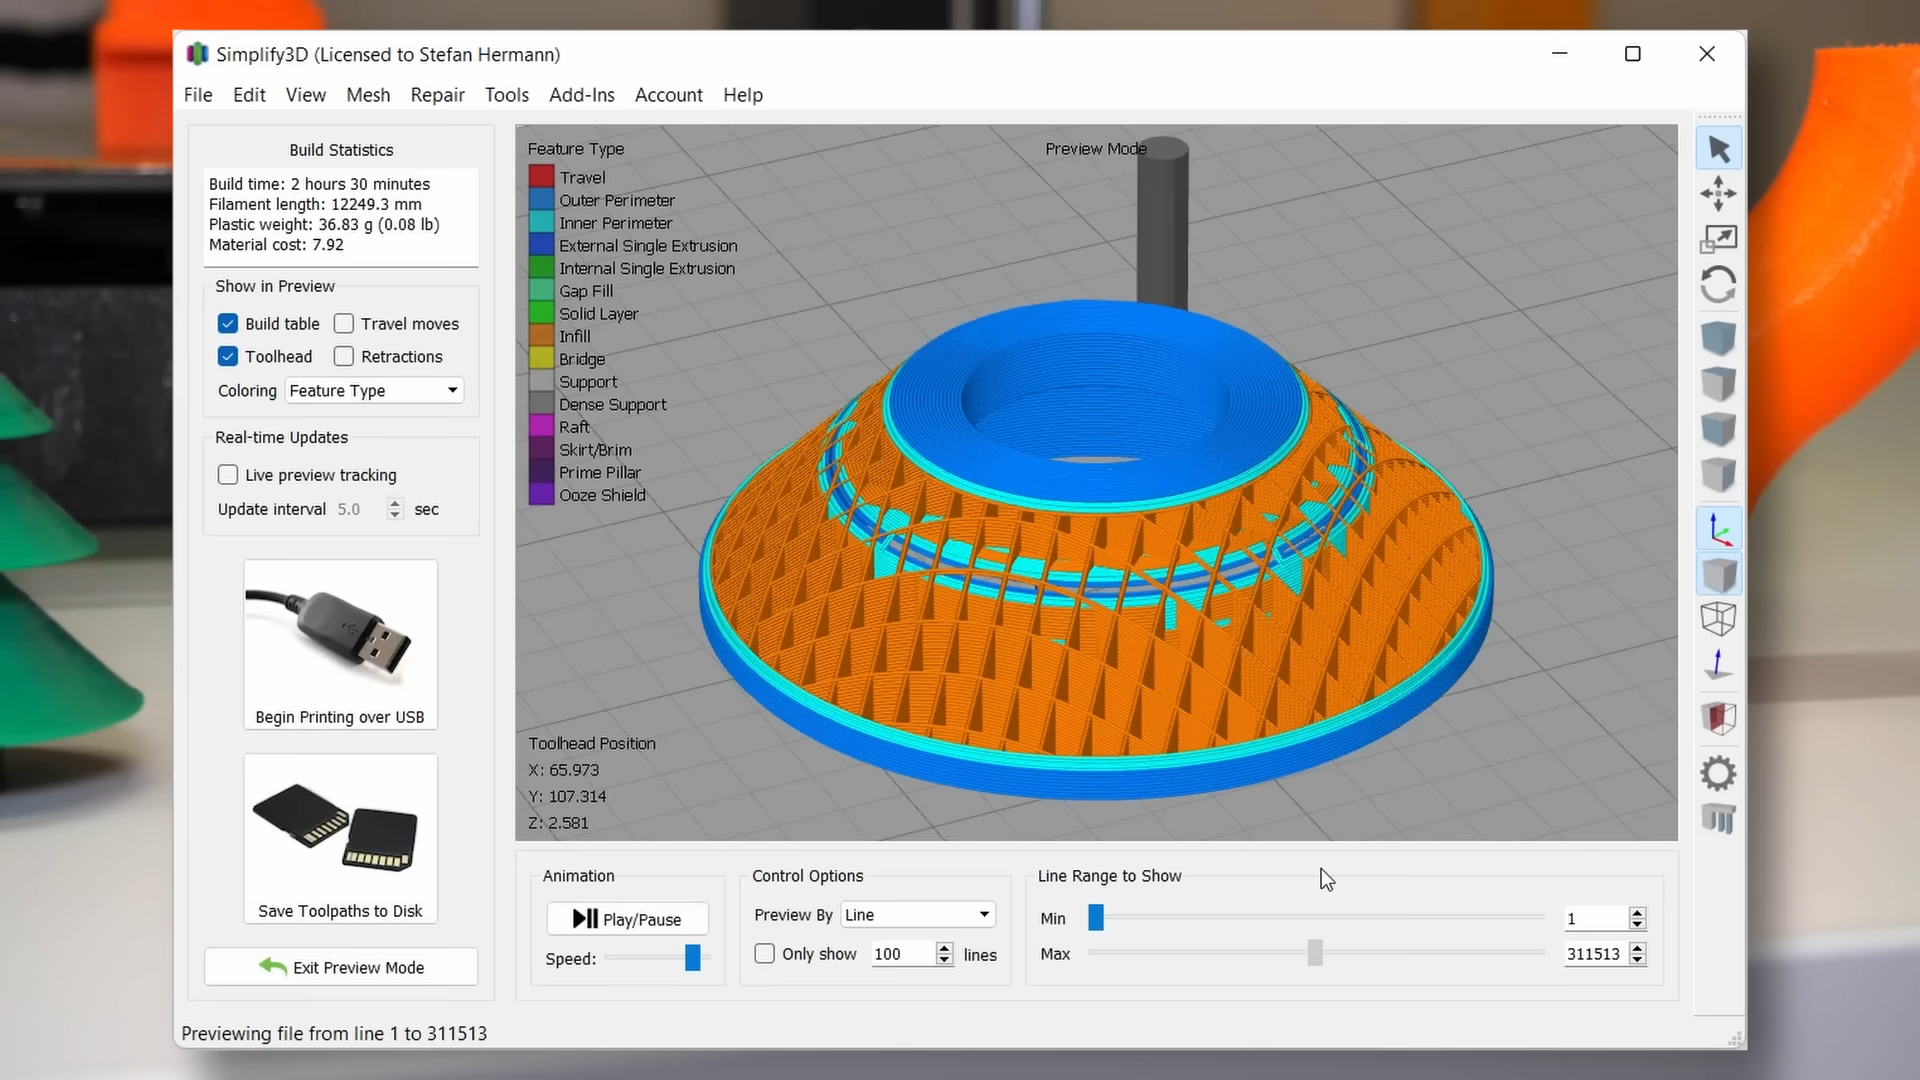 Simplify3D (Licensed to Stefan Hermann)
File Edit View Mesh Repair Tools Add-Ins Account Help
Build Statistics
Build time: 2 hours 30 minutes
Filament length: 12249.3 mm
Plastic weight: 36.83 g (0.08 lb)
Material cost: 7.92
Show in Preview
Build table Travel moves
Toolhead Retractions
Coloring Feature Type
Real-time Updates
Live preview tracking
Update interval 5.0 sec
Begin Printing over USB
Save Toolpaths to Disk
Exit Preview Mode
Feature Type
Travel
Outer Perimeter
Inner Perimeter
External Single Extrusion
Internal Single Extrusion
Gap Fill
Solid Layer
Infill
Bridge
Support
Dense Support
Raft
Skirt/Brim
Prime Pillar
Ooze Shield
Preview Mode
Toolhead Position
X: 65.973
Y: 107.314
Z: 2.581
Animation
Play/Pause
Speed:
Control Options
Preview By Line
Only show 100 lines
Line Range to Show
Min 1
Max 311513
Previewing file from line 1 to 311513